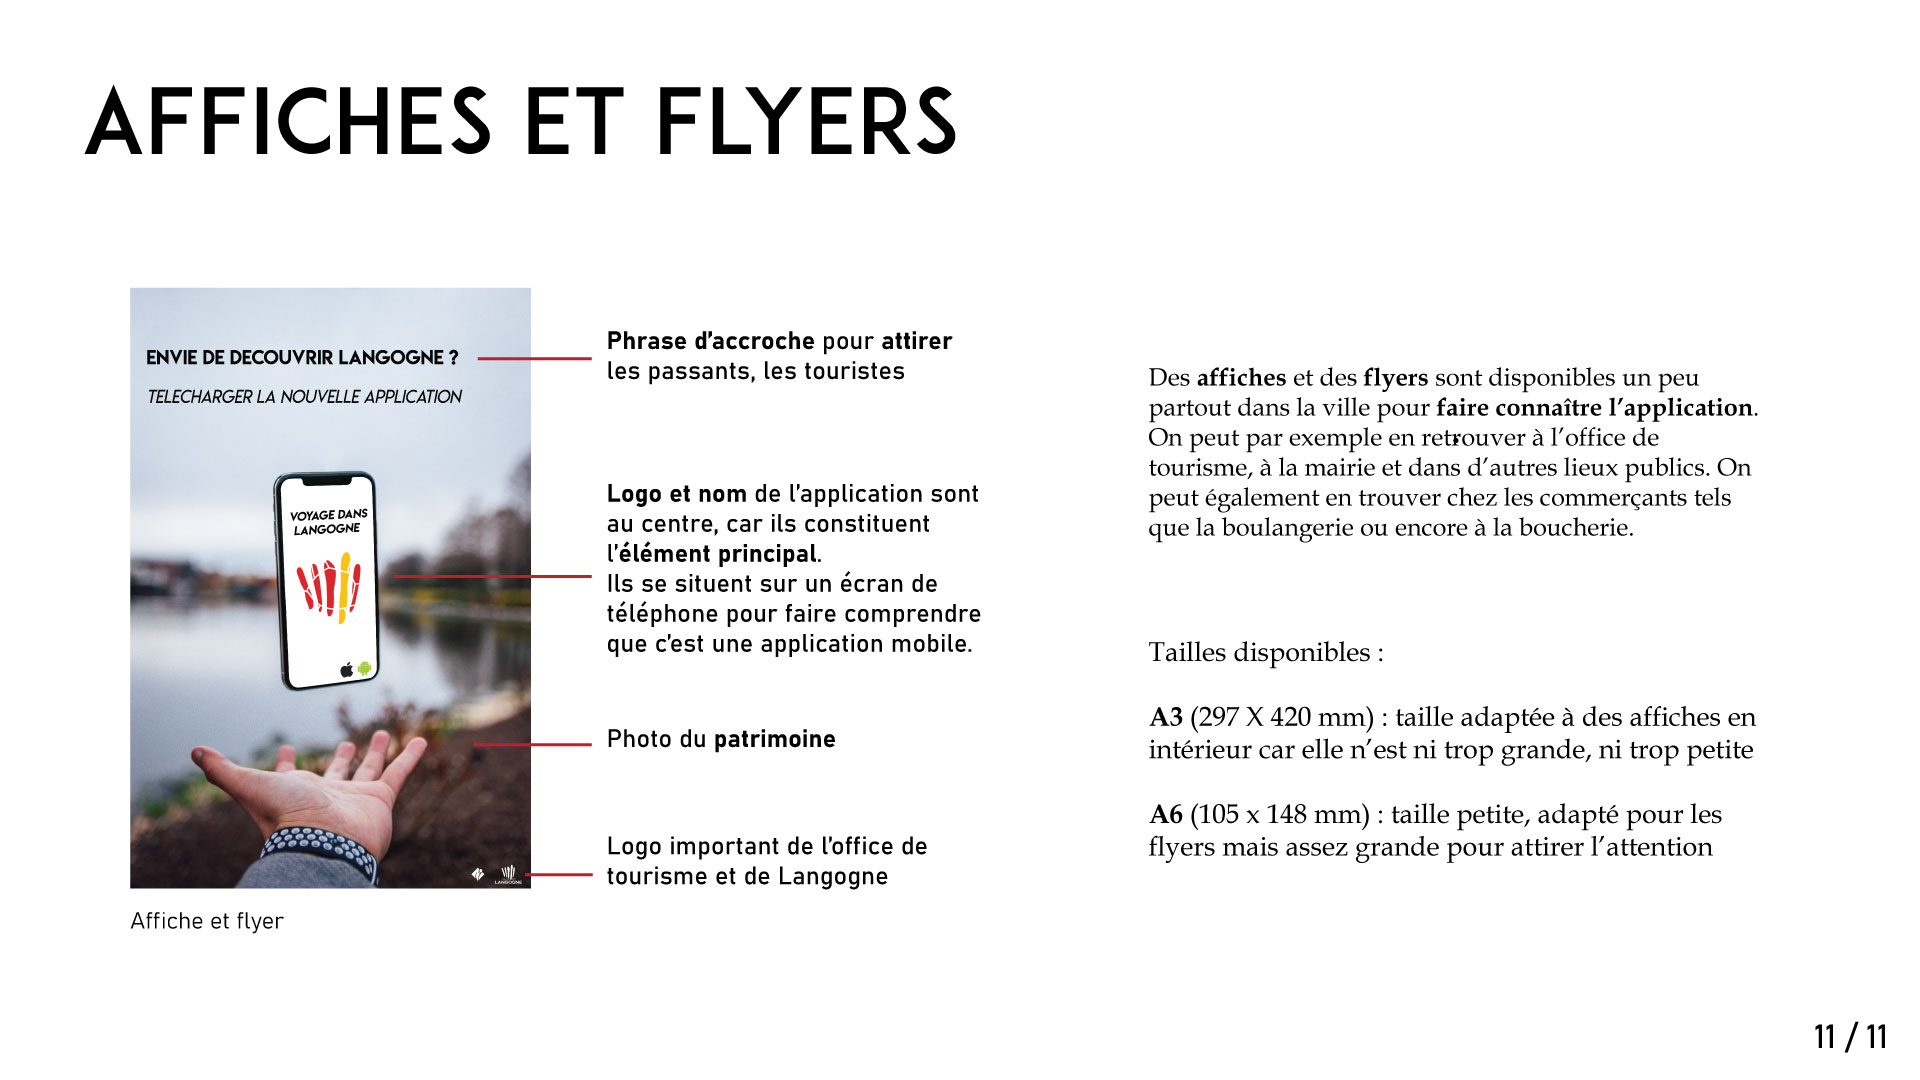 AFFICHES ET FLYERS
ENVIE DE DECOUVRIR LANGOGNE ?
TELECHARGER LA NOUVELLE APPLICATION
VOYAGE DANS
LANGOGNE
LANGOGNE
Affiche et flyer
Phrase d’accroche pour attirer
les passants, les touristes
Logo et nom de l’application sont
au centre, car ils constituent
l’élément principal.
Ils se situent sur un écran de
téléphone pour faire comprendre
que c’est une application mobile.
Photo du patrimoine
Logo important de l’office de
tourisme et de Langogne
Des affiches et des flyers sont disponibles un peu
partout dans la ville pour faire connaître l’application.
On peut par exemple en retrouver à l’office de
tourisme, à la mairie et dans d’autres lieux publics. On
peut également en trouver chez les commerçants tels
que la boulangerie ou encore à la boucherie.
Tailles disponibles :
A3 (297 X 420 mm) : taille adaptée à des affiches en
intérieur car elle n’est ni trop grande, ni trop petite
A6 (105 x 148 mm) : taille petite, adapté pour les
flyers mais assez grande pour attirer l’attention
11 / 11